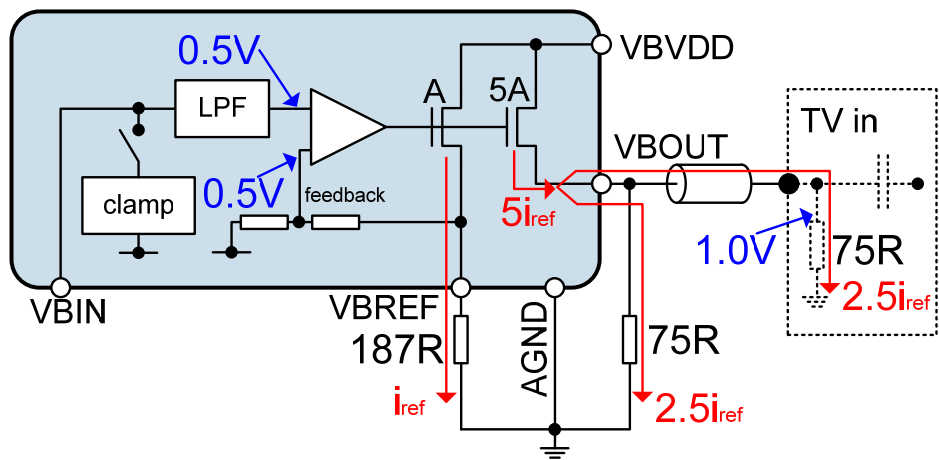 0.5V
VBVDD
LPF
A
5A
TV in
VBOUT
0.5V
feedback
clamp
5iref
1.0V
75R
2.5iref
VBIN
VBREF
187R
AGND
75R
iref
2.5iref